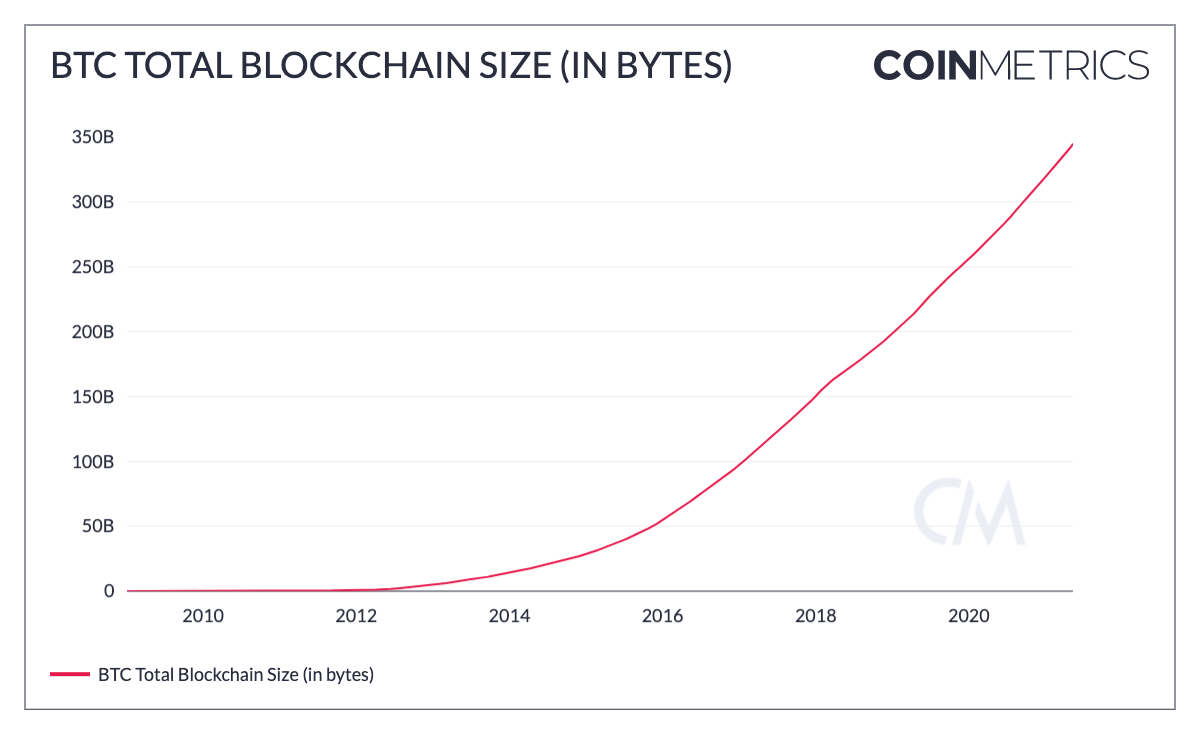 BTC TOTAL BLOCKCHAIN SIZE (IN BYTES)
COINMETRICS
350B
300B
250B
200B
150B
100B
50B
0
2010 2012 2014 2016 2018 2020
CM
BTC Total Blockchain Size (in bytes)